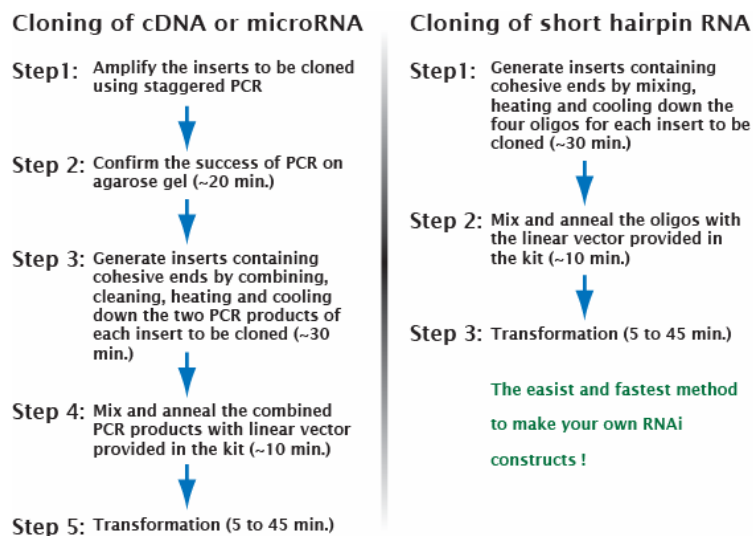 Cloning of cDNA or microRNA
Step1: Amplify the inserts to be cloned
using staggered PCR
Step 2: Confirm the success of PCR on
agarose gel (~20 min.)
Step 3: Generate inserts containing
cohesive ends by combining,
cleaning, heating and cooling
down the two PCR products of
each insert to be cloned (~30
min.)
Step 4: Mix and anneal the combined
PCR products with linear vector
provided in the kit (~10 min.)
Step 5: Transformation (5 to 45 min.)
Cloning of short hairpin RNA
Step1: Generate inserts containing
cohesive ends by mixing,
heating and cooling down the
four oligos for each insert to be
cloned (~30 min.)
Step 2: Mix and anneal the oligos with
the linear vector provided in
the kit (~10 min.)
Step 3: Transformation (5 to 45 min.)
The easist and fastest method
to make your own RNAi
constructs !